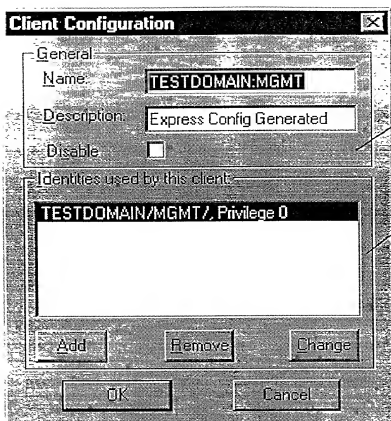 Client Configuration
General
Name:
TESTDOMAIN:MGMT
Description:
Express Config Generated
Disable
Identities used by this client:
TESTDOMAIN/MGMT/, Privilege 0
Add
Remove
Change
OK
Cancel